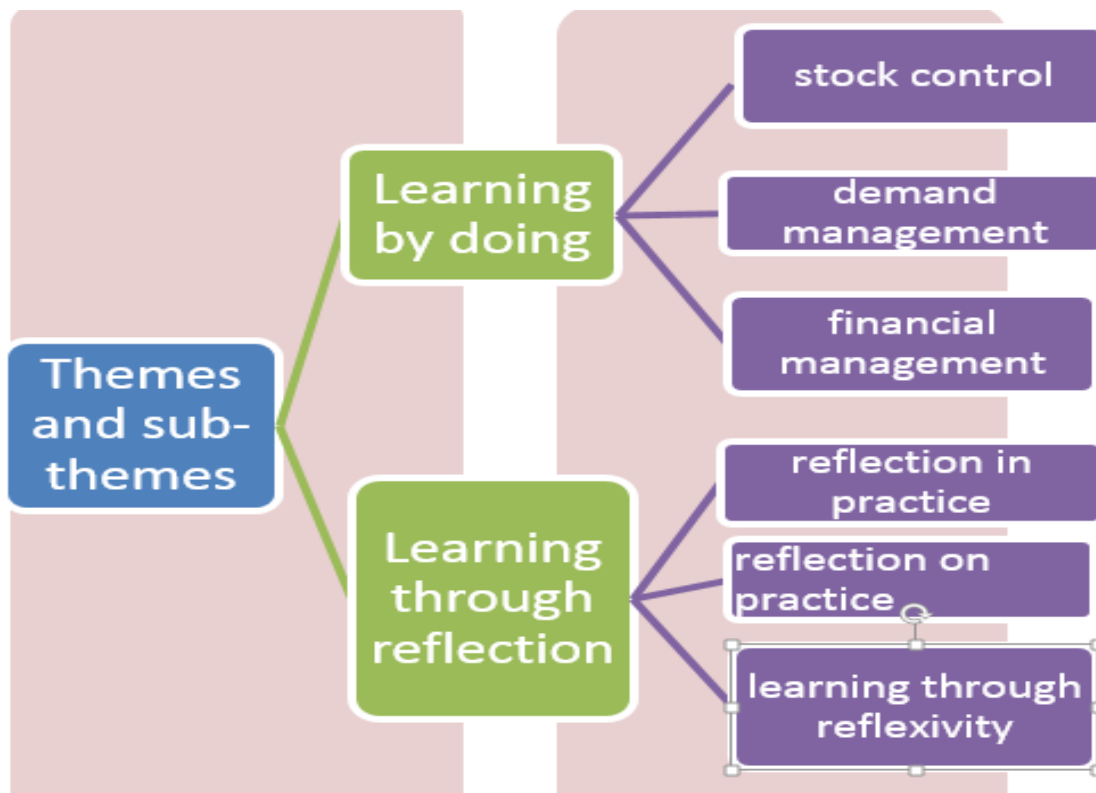 Themes
and sub-
themes
Learning
by doing
stock control
demand
management
financial
management
Learning
through
reflection
reflection in
practice
reflection on
practice
learning through
reflexivity